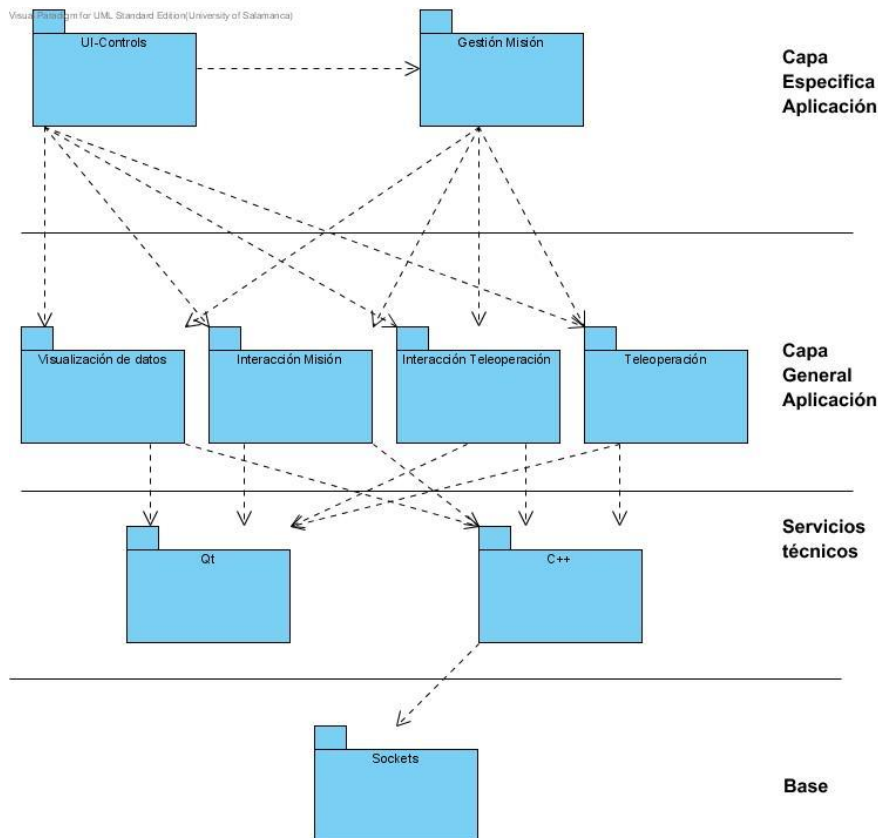 Visual Paradigm for UML Standard Edition(University of Salamanca)
UI-Controls
Gestión Misión
Capa
Especifica
Aplicación
Visualización de datos
Interacción Misión
Interacción Teleoperación
Teleoperación
Capa
General
Aplicación
Qt
C++
Servicios
técnicos
Sockets
Base